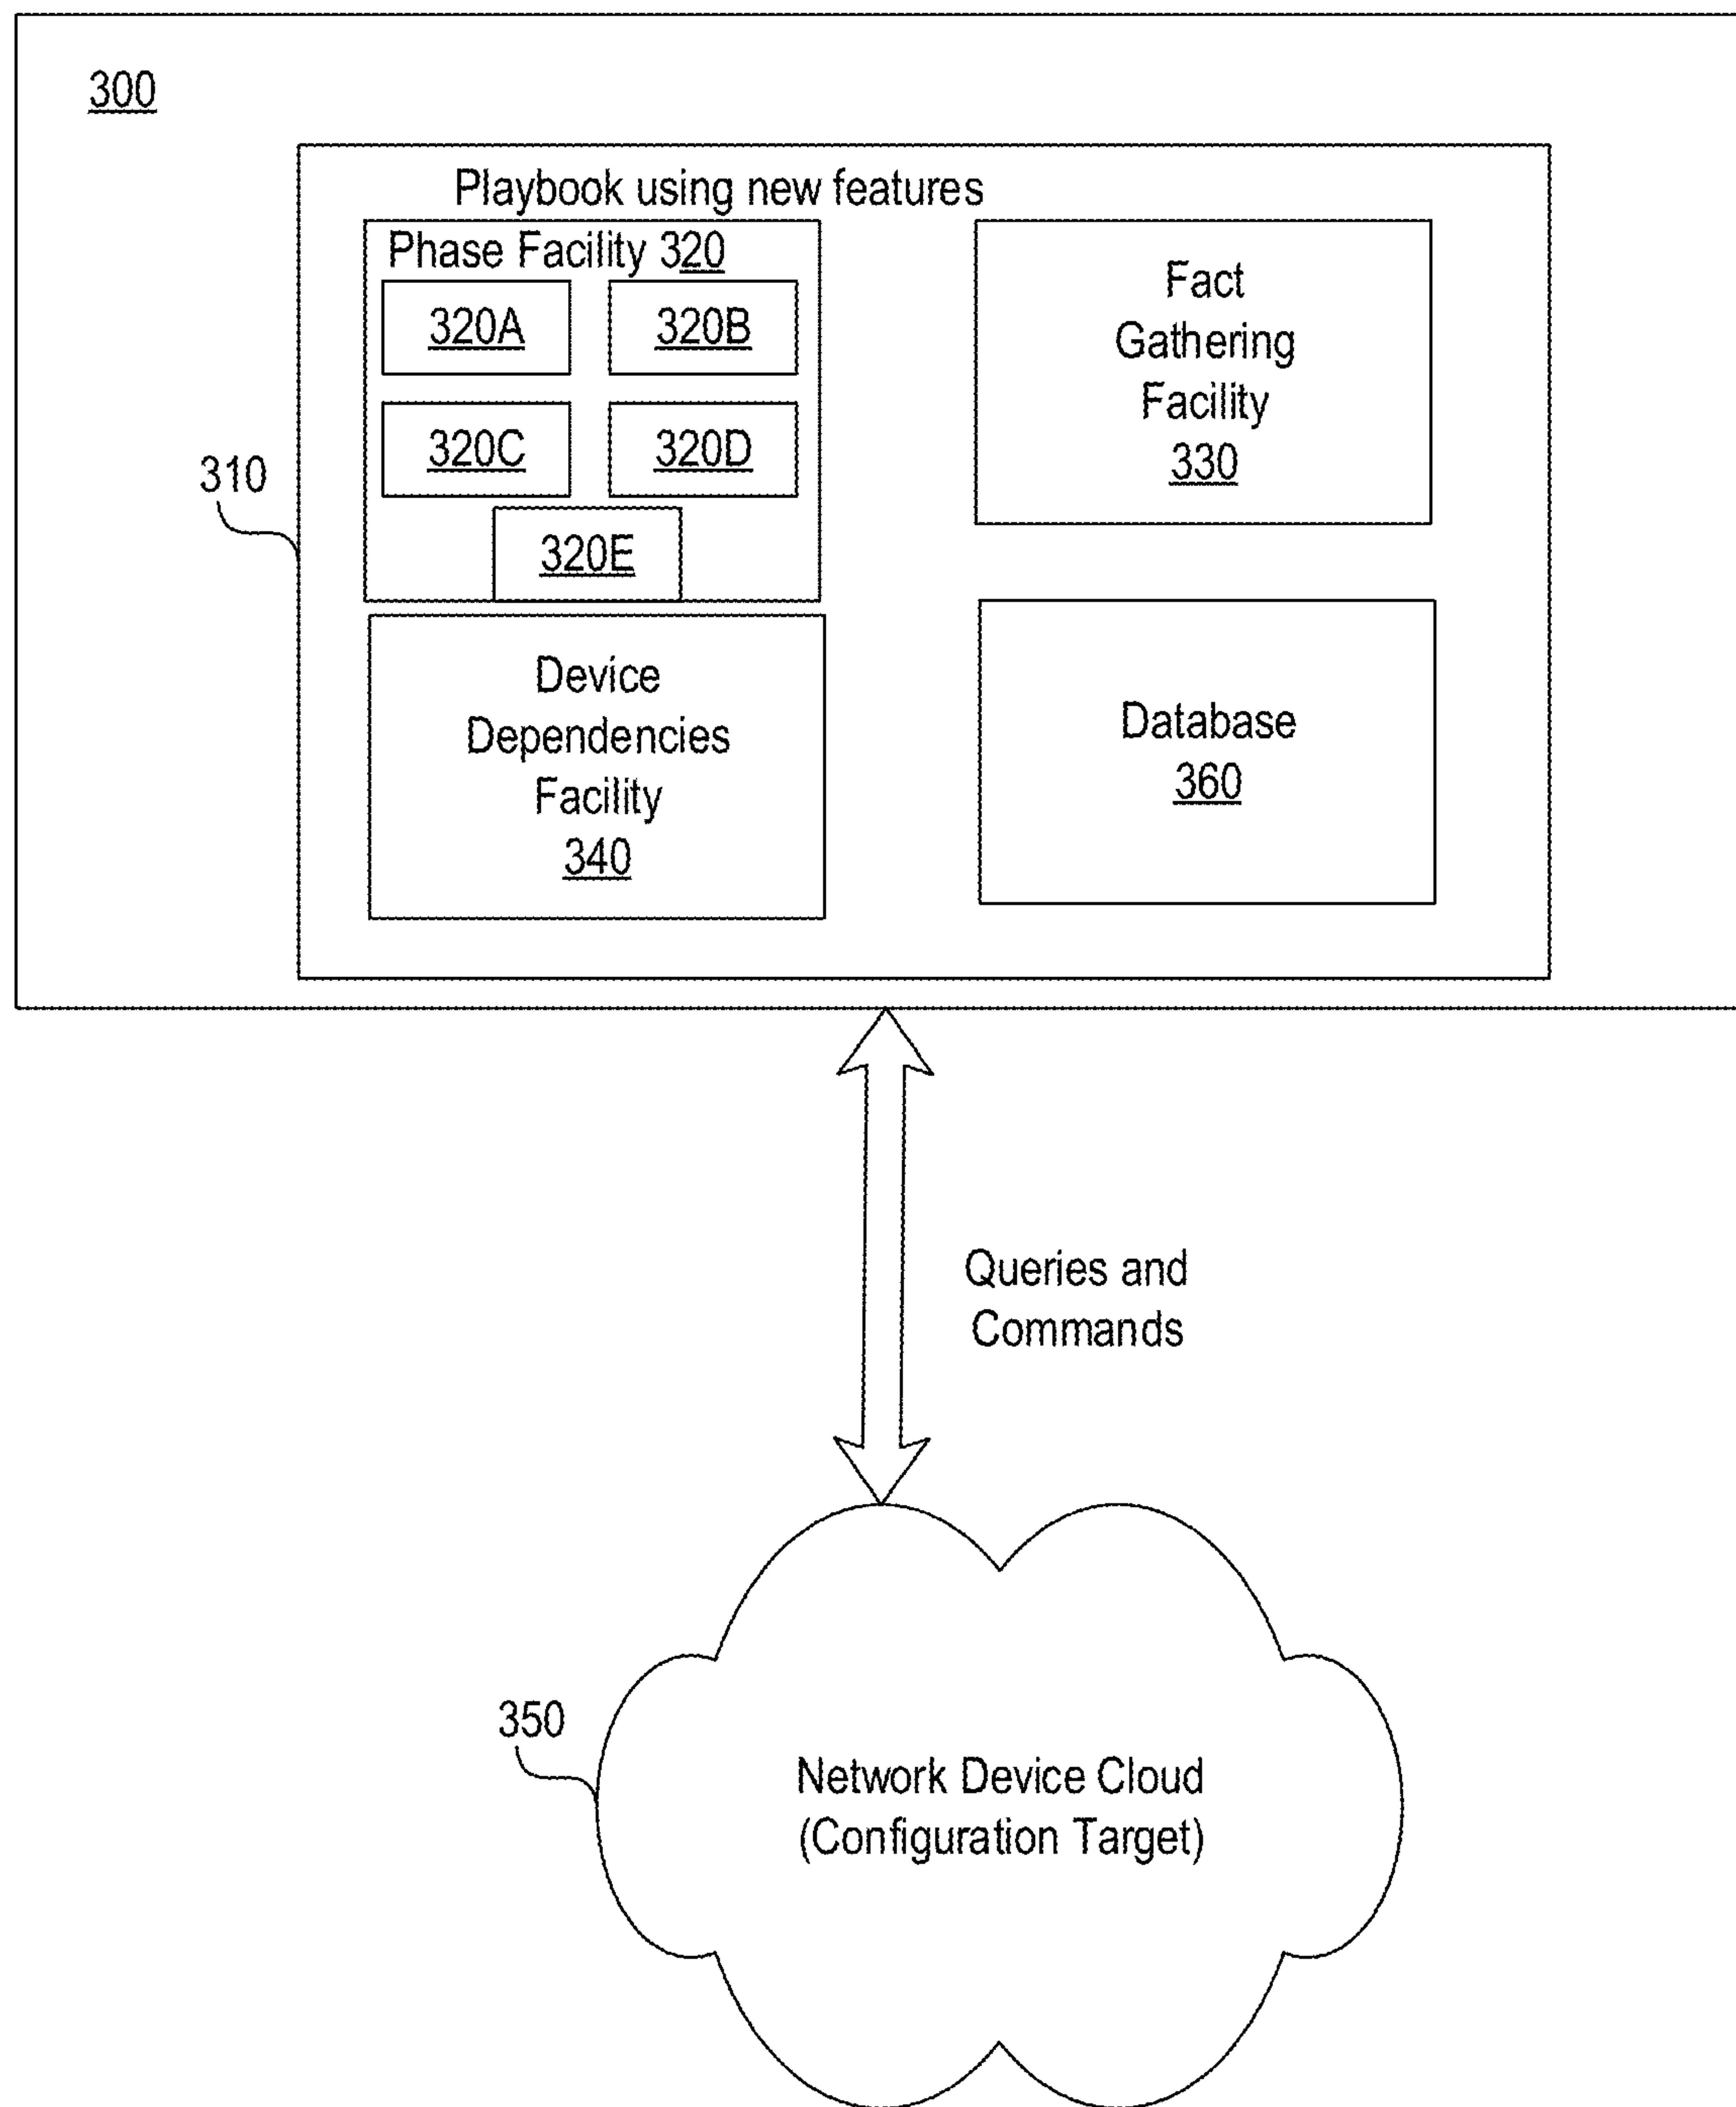 300
Playbook using new features
Phase Facility 320
320A
320B
320C
320D
320E
310
Fact
Gathering
Facility
330
Device
Dependencies
Facility
340
Database
360
Queries and
Commands
350
Network Device Cloud
(Configuration Target)